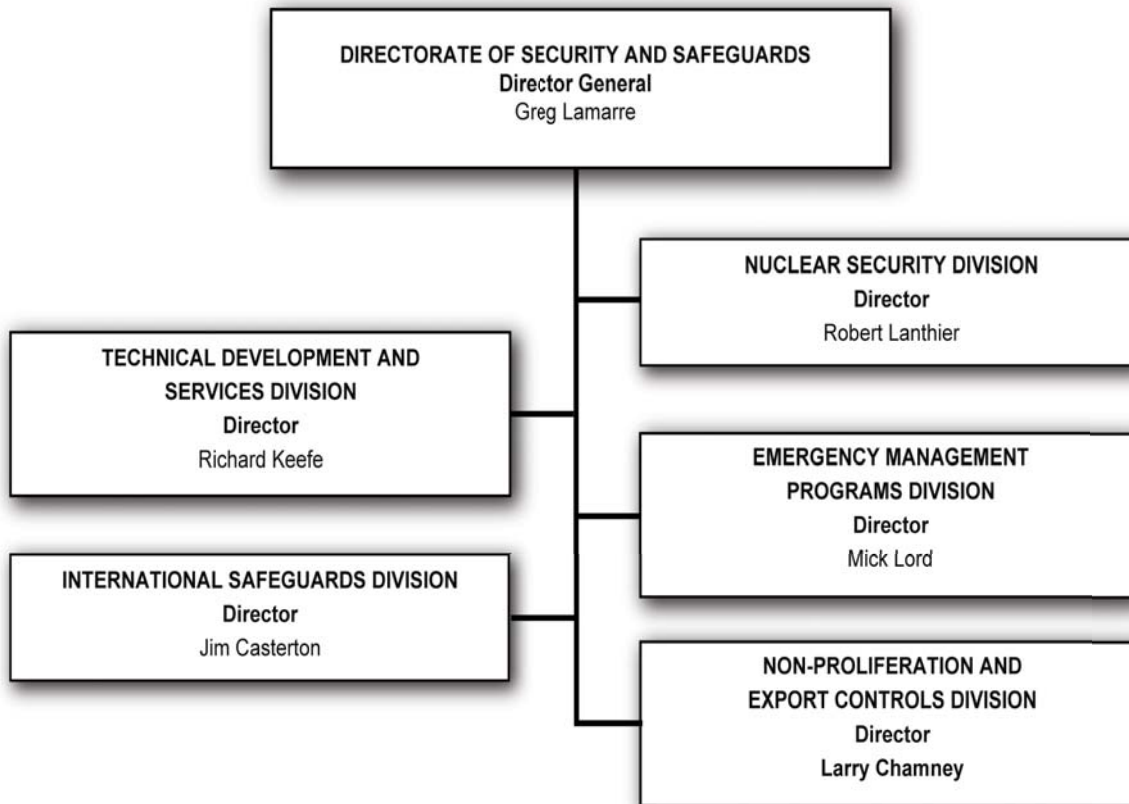 DIRECTORATE OF SECURITY AND SAFEGUARDS
Director General
Greg Lamarre
NUCLEAR SECURITY DIVISION
Director
Robert Lanthier
TECHNICAL DEVELOPMENT AND
SERVICES DIVISION
Director
Richard Keefe
EMERGENCY MANAGEMENT
PROGRAMS DIVISION
Director
Mick Lord
INTERNATIONAL SAFEGUARDS DIVISION
Director
Jim Casterton
NON-PROLIFERATION AND
EXPORT CONTROLS DIVISION
Director
Larry Chamney